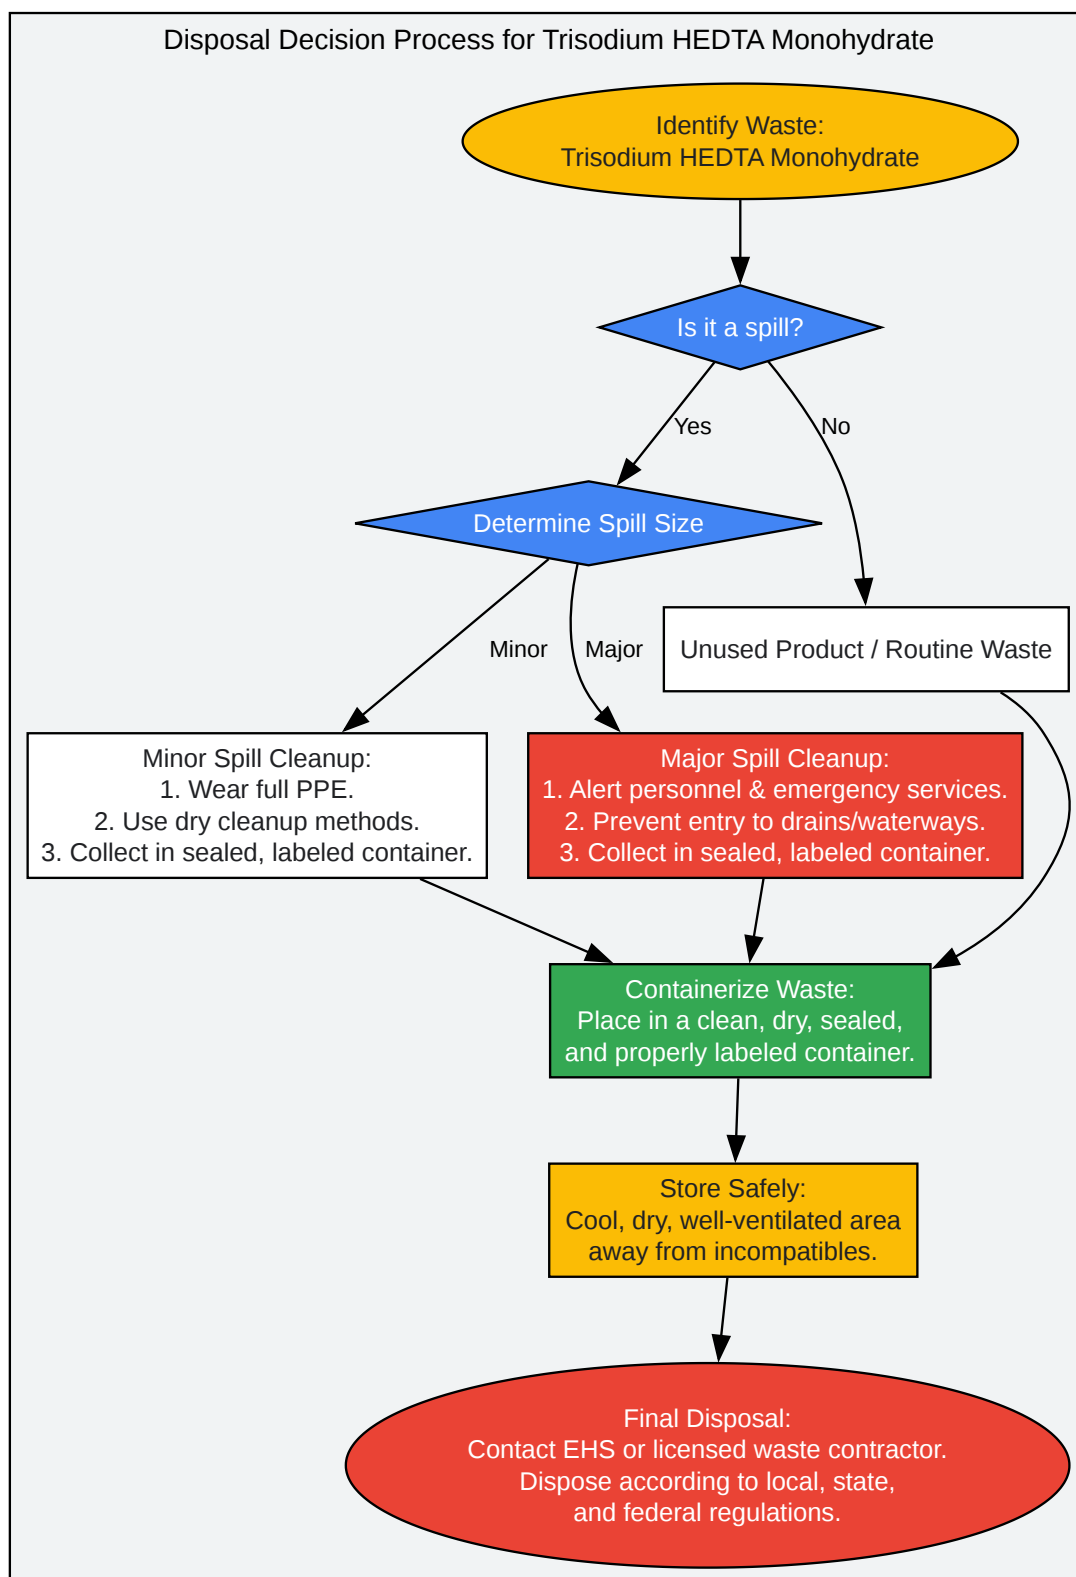 Disposal Decision Process for Trisodium HEDTA Monohydrate
Identify Waste:
Trisodium HEDTA Monohydrate
Is it a spill?
Yes
No
Determine Spill Size
Minor
Major
Unused Product / Routine Waste
Minor Spill Cleanup:
1. Wear full PPE.
2. Use dry cleanup methods.
3. Collect in sealed, labeled container.
Major Spill Cleanup:
1. Alert personnel & emergency services.
2. Prevent entry to drains/waterways.
3. Collect in sealed, labeled container.
Containerize Waste:
Place in a clean, dry, sealed,
and properly labeled container.
Store Safely:
Cool, dry, well-ventilated area
away from incompatibles.
Final Disposal:
Contact EHS or licensed waste contractor.
Dispose according to local, state,
and federal regulations.